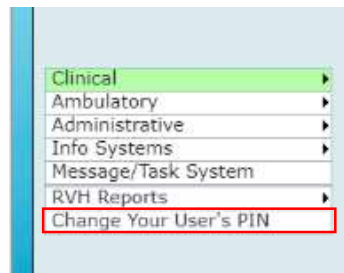 Clinical
Ambulatory
Administrative
Info Systems
Message/Task System
RVH Reports
Change Your User's PIN